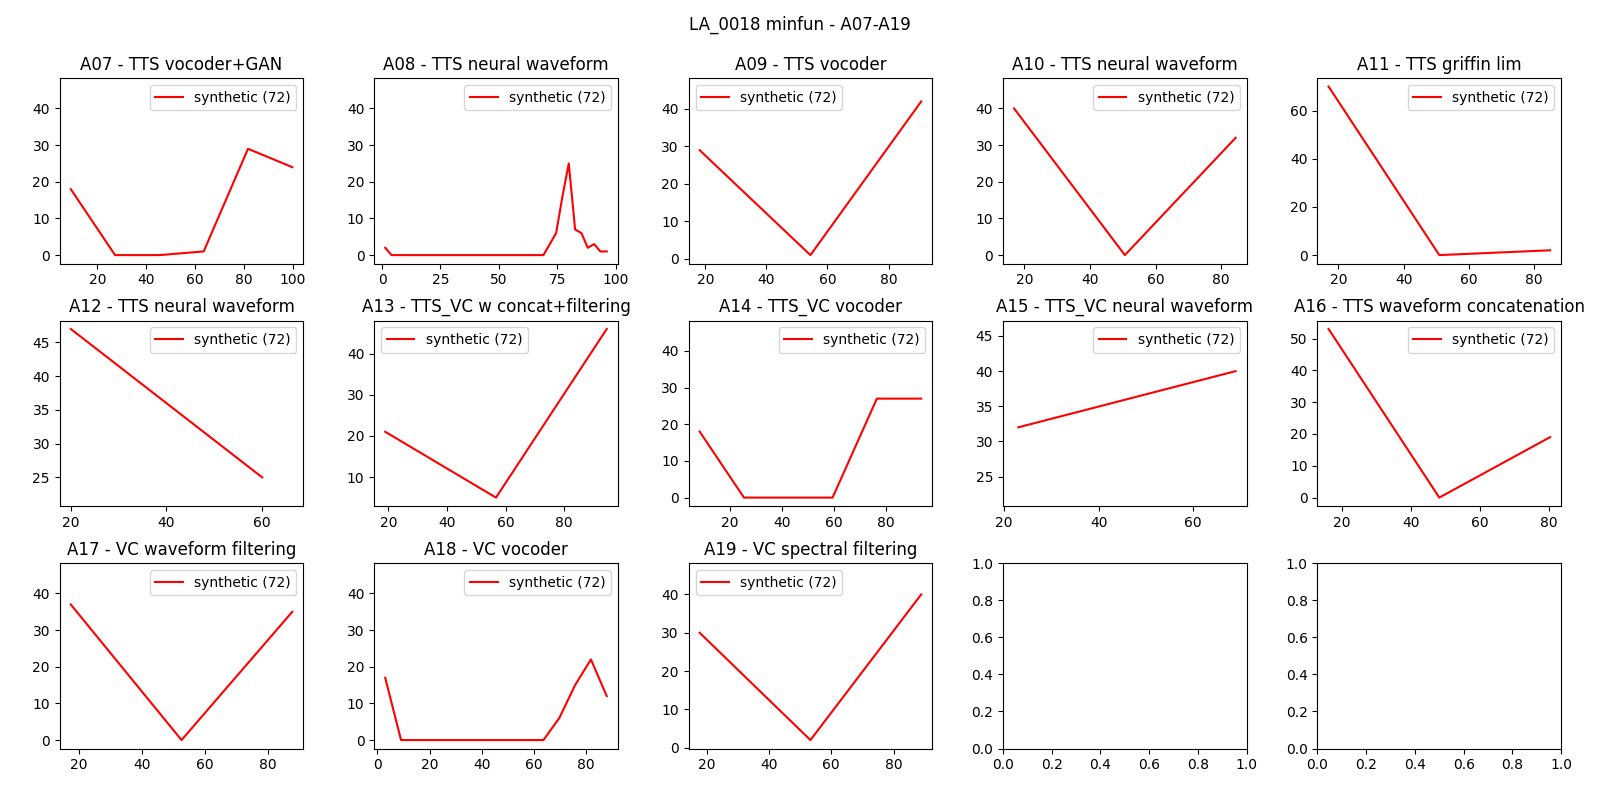 LA_0018 minfun - A07-A19
A07 - TTS vocoder+GAN
synthetic (72)
40
30
20
10
0
20 40 60 80 100
A08 - TTS neural waveform
synthetic (72)
40
30
20
10
0
0 25 50 75 100
A09 - TTS vocoder
synthetic (72)
40
30
20
10
0
20 40 60 80
A10 - TTS neural waveform
synthetic (72)
40
30
20
10
0
20 40 60 80
A11 - TTS griffin lim
synthetic (72)
60
40
20
0
20 40 60 80
A12 - TTS neural waveform
synthetic (72)
45
40
35
30
25
20 40 60
A13 - TTS_VC w concat+filtering
synthetic (72)
40
30
20
10
20 40 60 80
A14 - TTS_VC vocoder
synthetic (72)
40
30
20
10
0
20 40 60 80
A15 - TTS_VC neural waveform
synthetic (72)
45
40
35
30
25
20 40 60
A16 - TTS waveform concatenation
synthetic (72)
50
40
30
20
10
0
20 40 60 80
A17 - VC waveform filtering
synthetic (72)
40
30
20
10
0
20 40 60 80
A18 - VC vocoder
synthetic (72)
40
30
20
10
0
0 20 40 60 80
A19 - VC spectral filtering
synthetic (72)
40
30
20
10
0
20 40 60 80
1.0
0.8
0.6
0.4
0.2
0.0
0.0 0.2 0.4 0.6 0.8 1.0
1.0
0.8
0.6
0.4
0.2
0.0
0.0 0.2 0.4 0.6 0.8 1.0